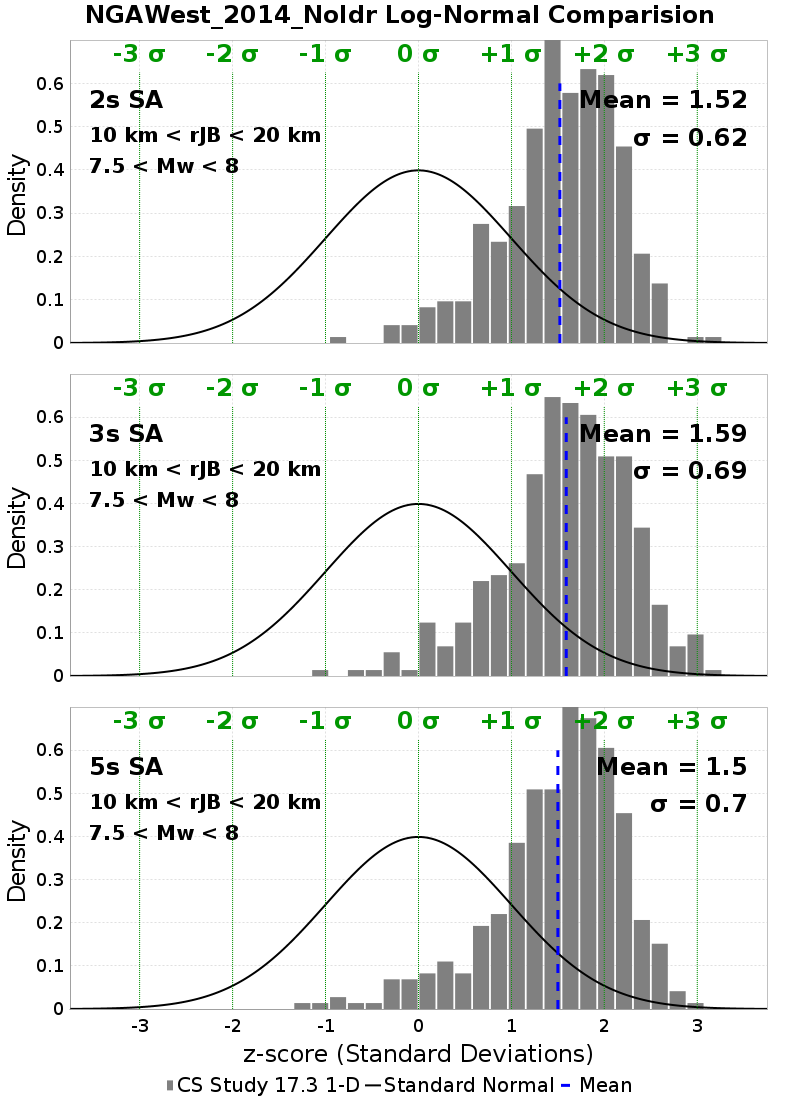 NGAWest_2014_NoIdr Log-Normal Comparision
-3 σ -2 σ -1 σ 0 σ +1 σ +2 σ +3 σ
0.6
2s SA Mean = 1.52
0.5
10 km < rJB < 20 km σ = 0.62
7.5 < Mw < 8
0.4
0.3
0.2
0.1
0
Density
-3 σ -2 σ -1 σ 0 σ +1 σ +2 σ +3 σ
0.6
3s SA Mean = 1.59
0.5
10 km < rJB < 20 km σ = 0.69
7.5 < Mw < 8
0.4
0.3
0.2
0.1
0
Density
-3 σ -2 σ -1 σ 0 σ +1 σ +2 σ +3 σ
0.6
5s SA Mean = 1.5
0.5
10 km < rJB < 20 km σ = 0.7
7.5 < Mw < 8
0.4
0.3
0.2
0.1
0
Density
-3 -2 -1 0 1 2 3
z-score (Standard Deviations)
CS Study 17.3 1-D Standard Normal Mean